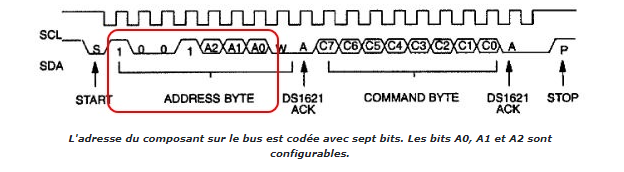 SCL
SDA
S 1 0 0 1 A2 A1 A0 W A C7 C6 C5 C4 C3 C2 C1 C0 A P
START ADDRESS BYTE DS1621 ACK COMMAND BYTE DS1621 ACK STOP
L'adresse du composant sur le bus est codée avec sept bits. Les bits A0, A1 et A2 sont
configurables.